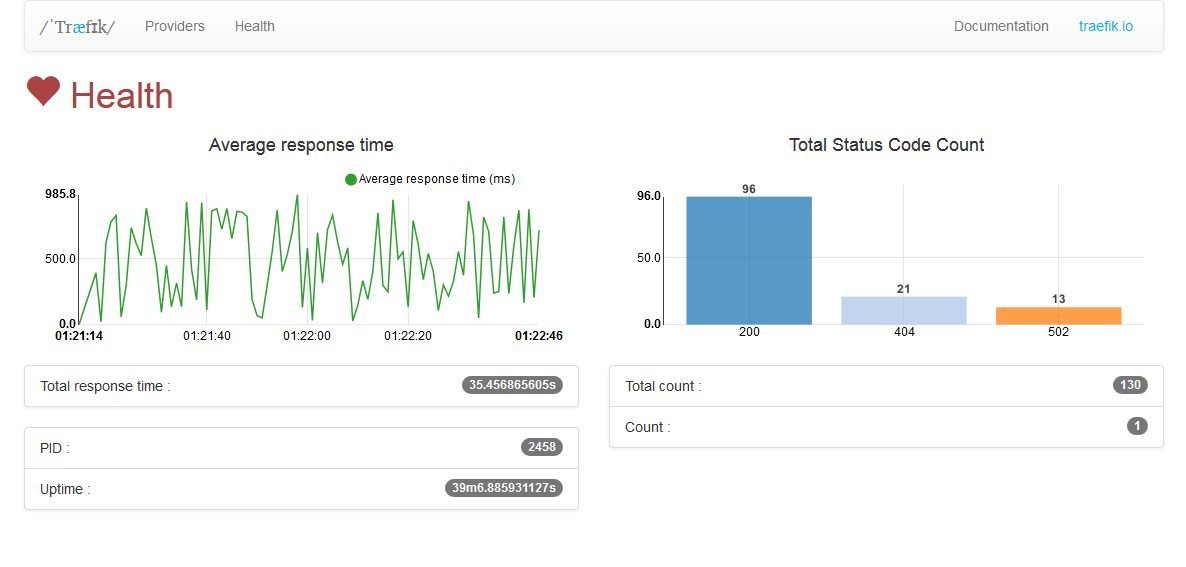 /ˈTræfɪk/ Providers Health Documentation traefik.io
Health
Average response time
Average response time (ms)
985.8
500.0
0.0
01:21:14 01:21:40 01:22:00 01:22:20 01:22:46
Total Status Code Count
96.0
50.0
0.0
96
21
13
200 404 502
Total response time : 35.456865605s
PID : 2458
Uptime : 39m6.885931127s
Total count : 130
Count : 1